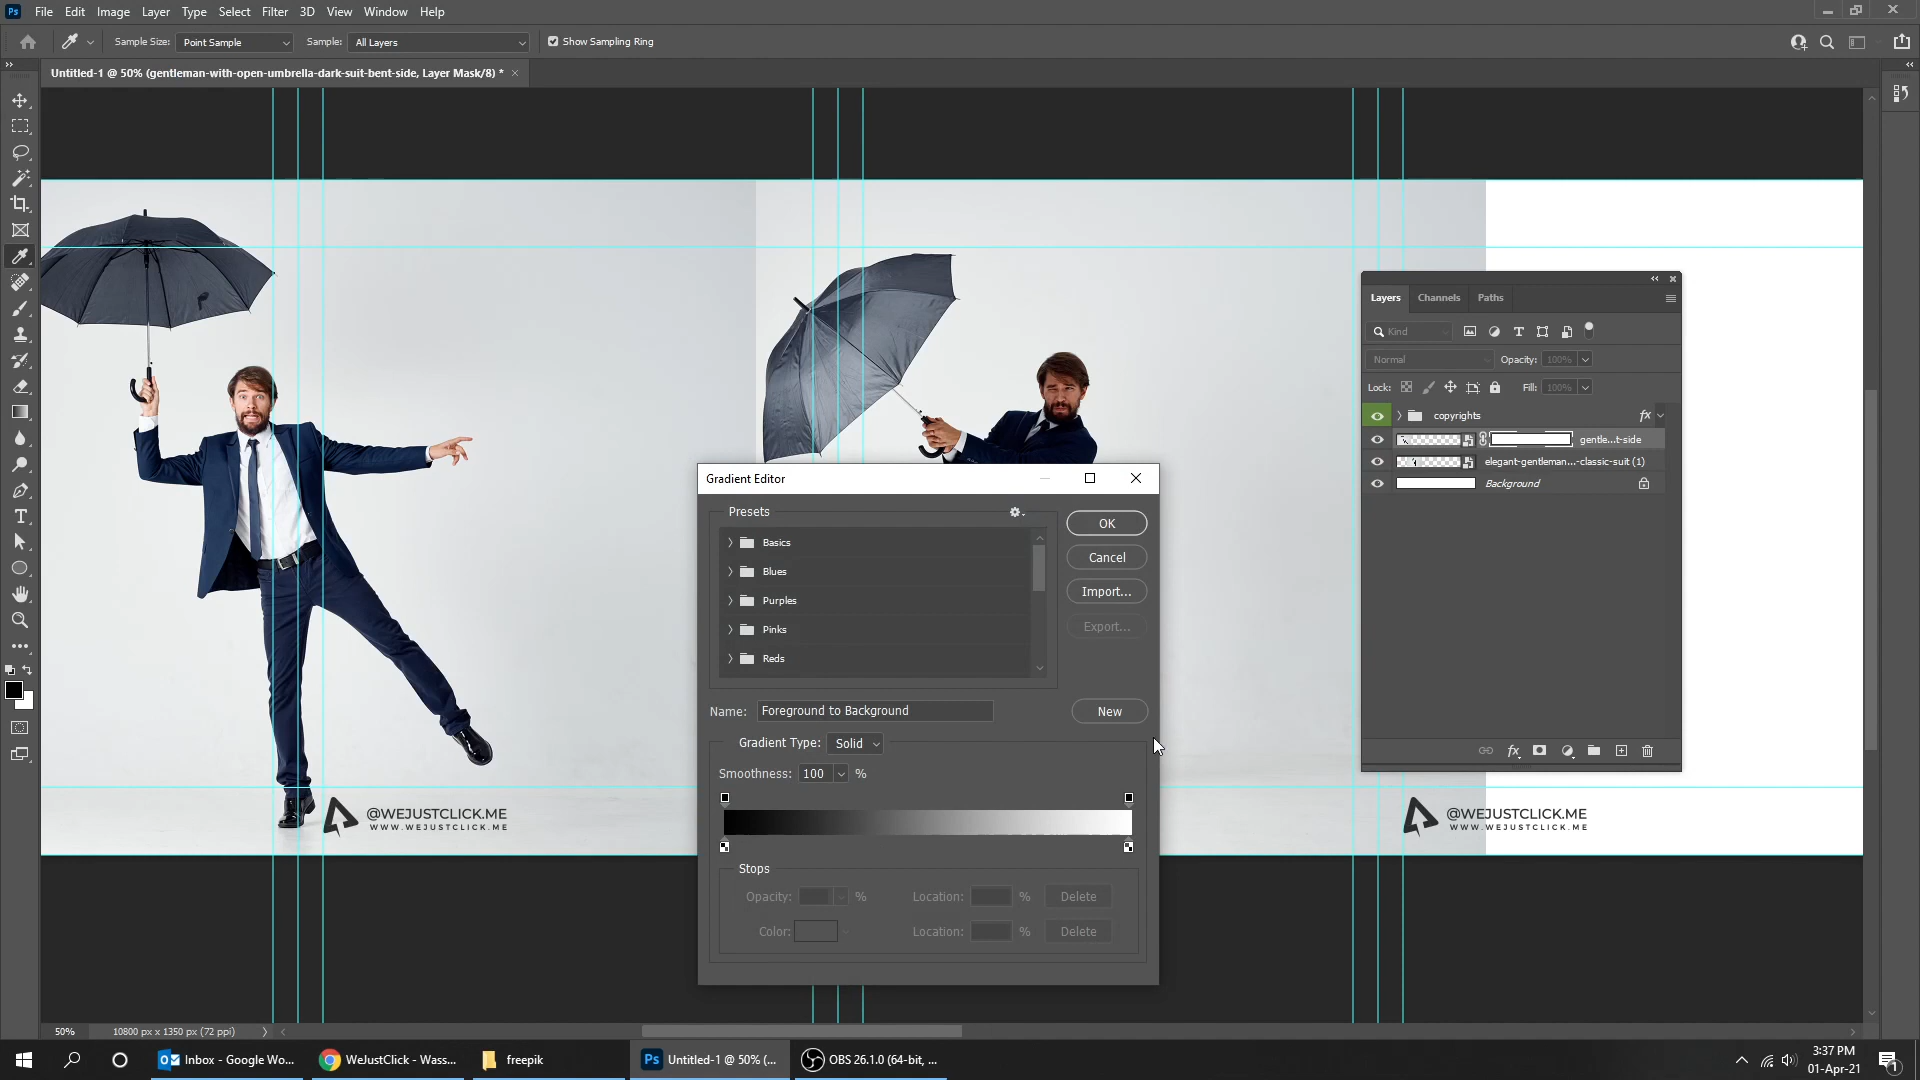 Ps File Edit Image Layer Type Select Filter 3D View Window Help
Sample Size: Point Sample Sample: All Layers Show Sampling Ring
Untitled-1 @ 50% (gentleman-with-open-umbrella-dark-suit-bent-side, Layer Mask/8) * ×
Layers Channels Paths
Kind
Normal Opacity: 100%
Lock: Fill: 100%
copyrights fx
gentle...t-side
elegant-gentleman...-classic-suit (1)
Background
fx
Gradient Editor
Presets
Basics
Blues
Purples
Pinks
Reds
OK
Cancel
Import...
Export...
Name: Foreground to Background New
Gradient Type: Solid
Smoothness: 100 %
Stops
Opacity: % Location: % Delete
Color: Location: % Delete
@WEJUSTCLICK.ME
WWW.WEJUSTCLICK.ME
@WEJUSTCLICK.ME
WWW.WEJUSTCLICK.ME
50% 10800 px x 1350 px (72 ppi)
Inbox - Google Wo... WeJustClick - Wass... freepik Ps Untitled-1 @ 50% (... OBS 26.1.0 (64-bit, ...
3:37 PM
01-Apr-21
1